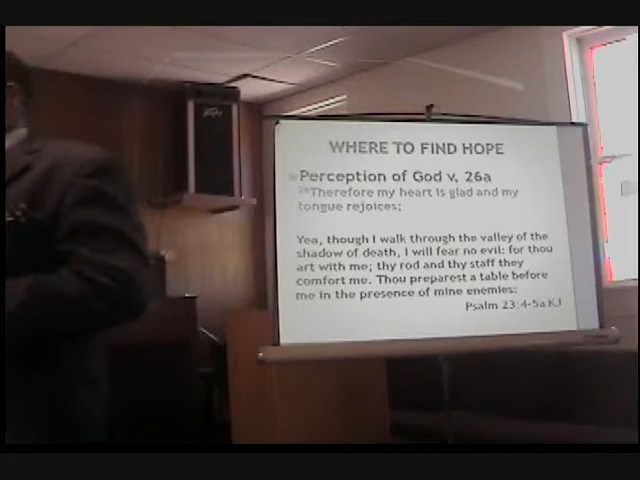 PEAVEY
WHERE TO FIND HOPE
Perception of God v, 26a
26Therefore my heart is glad and my
tongue rejoices;
Yea, though I walk through the valley of the
shadow of death, I will fear no evil: for thou
art with me; thy rod and thy staff they
comfort me. Thou preparest a table before
me in the presence of mine enemies:
Psalm 23:4-5a KJ